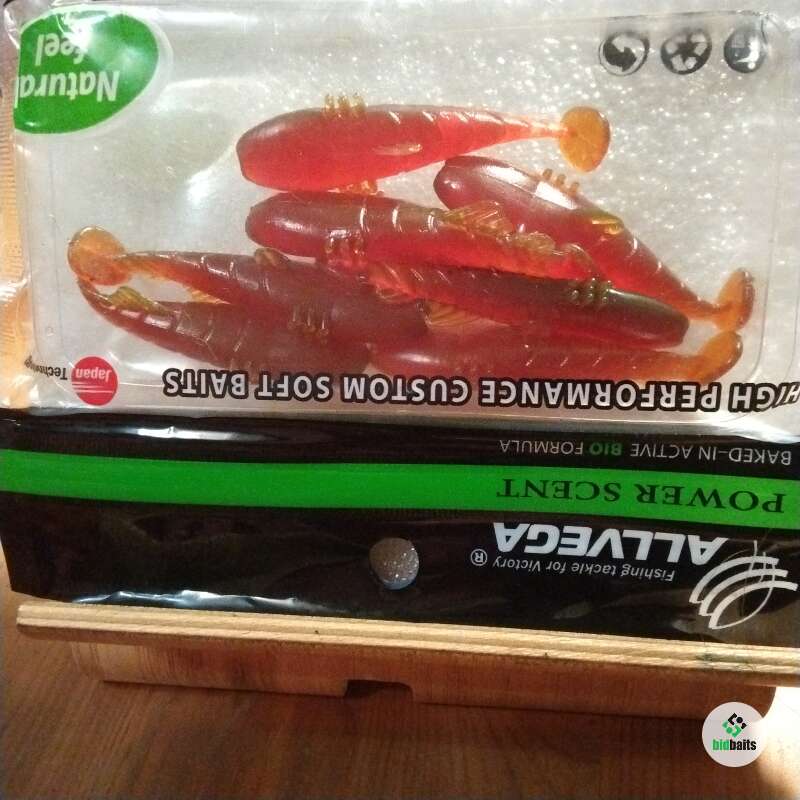 Fishing tackle for Victory ®
ALLVEGA
POWER SCENT
BAKED-IN ACTIVE BIO FORMULA
HIGH PERFORMANCE CUSTOM SOFT BAITS
Japan Technology
Natural
feel
bidbaits